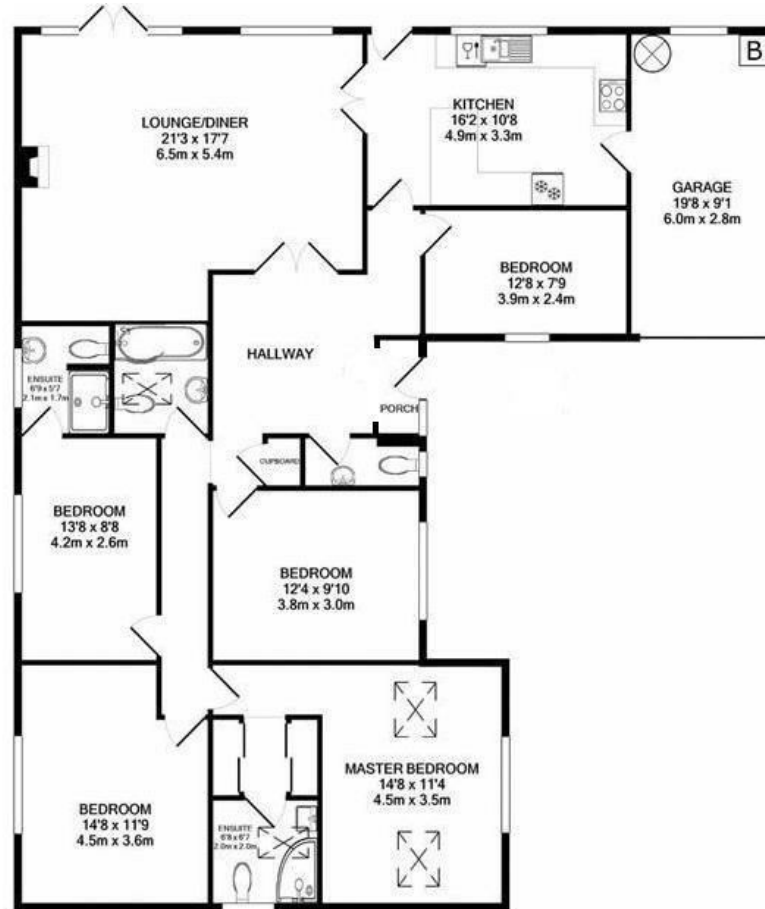 LOUNGE/DINER
21'3 x 17'7
6.5m x 5.4m
KITCHEN
16'2 x 10'8
4.9m x 3.3m
B
GARAGE
19'8 x 9'1
6.0m x 2.8m
BEDROOM
12'8 x 7'9
3.9m x 2.4m
HALLWAY
ENSUITE
6'9 x 5'7
2.1m x 1.7m
PORCH
CUPBOARD
BEDROOM
13'8 x 8'8
4.2m x 2.6m
BEDROOM
12'4 x 9'10
3.8m x 3.0m
MASTER BEDROOM
14'8 x 11'4
4.5m x 3.5m
BEDROOM
14'8 x 11'9
4.5m x 3.6m
ENSUITE
6'8 x 6'7
2.0m x 2.0m